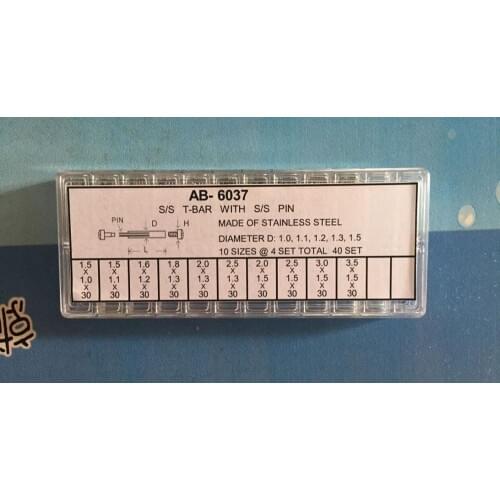 AB- 6037
S/S T-BAR WITH S/S PIN
PIN D H
L
MADE OF STAINLESS STEEL
DIAMETER D: 1.0, 1.1, 1.2, 1.3, 1.5
10 SIZES @ 4 SET TOTAL 40 SET
1.5 1.5 1.6 1.8 2.0 2.5 2.0 2.5 3.0 3.5
x x x x x x x x x x
1.0 1.1 1.2 1.3 1.3 1.3 1.5 1.5 1.5 1.5
x x x x x x x x x x
30 30 30 30 30 30 30 30 30 30